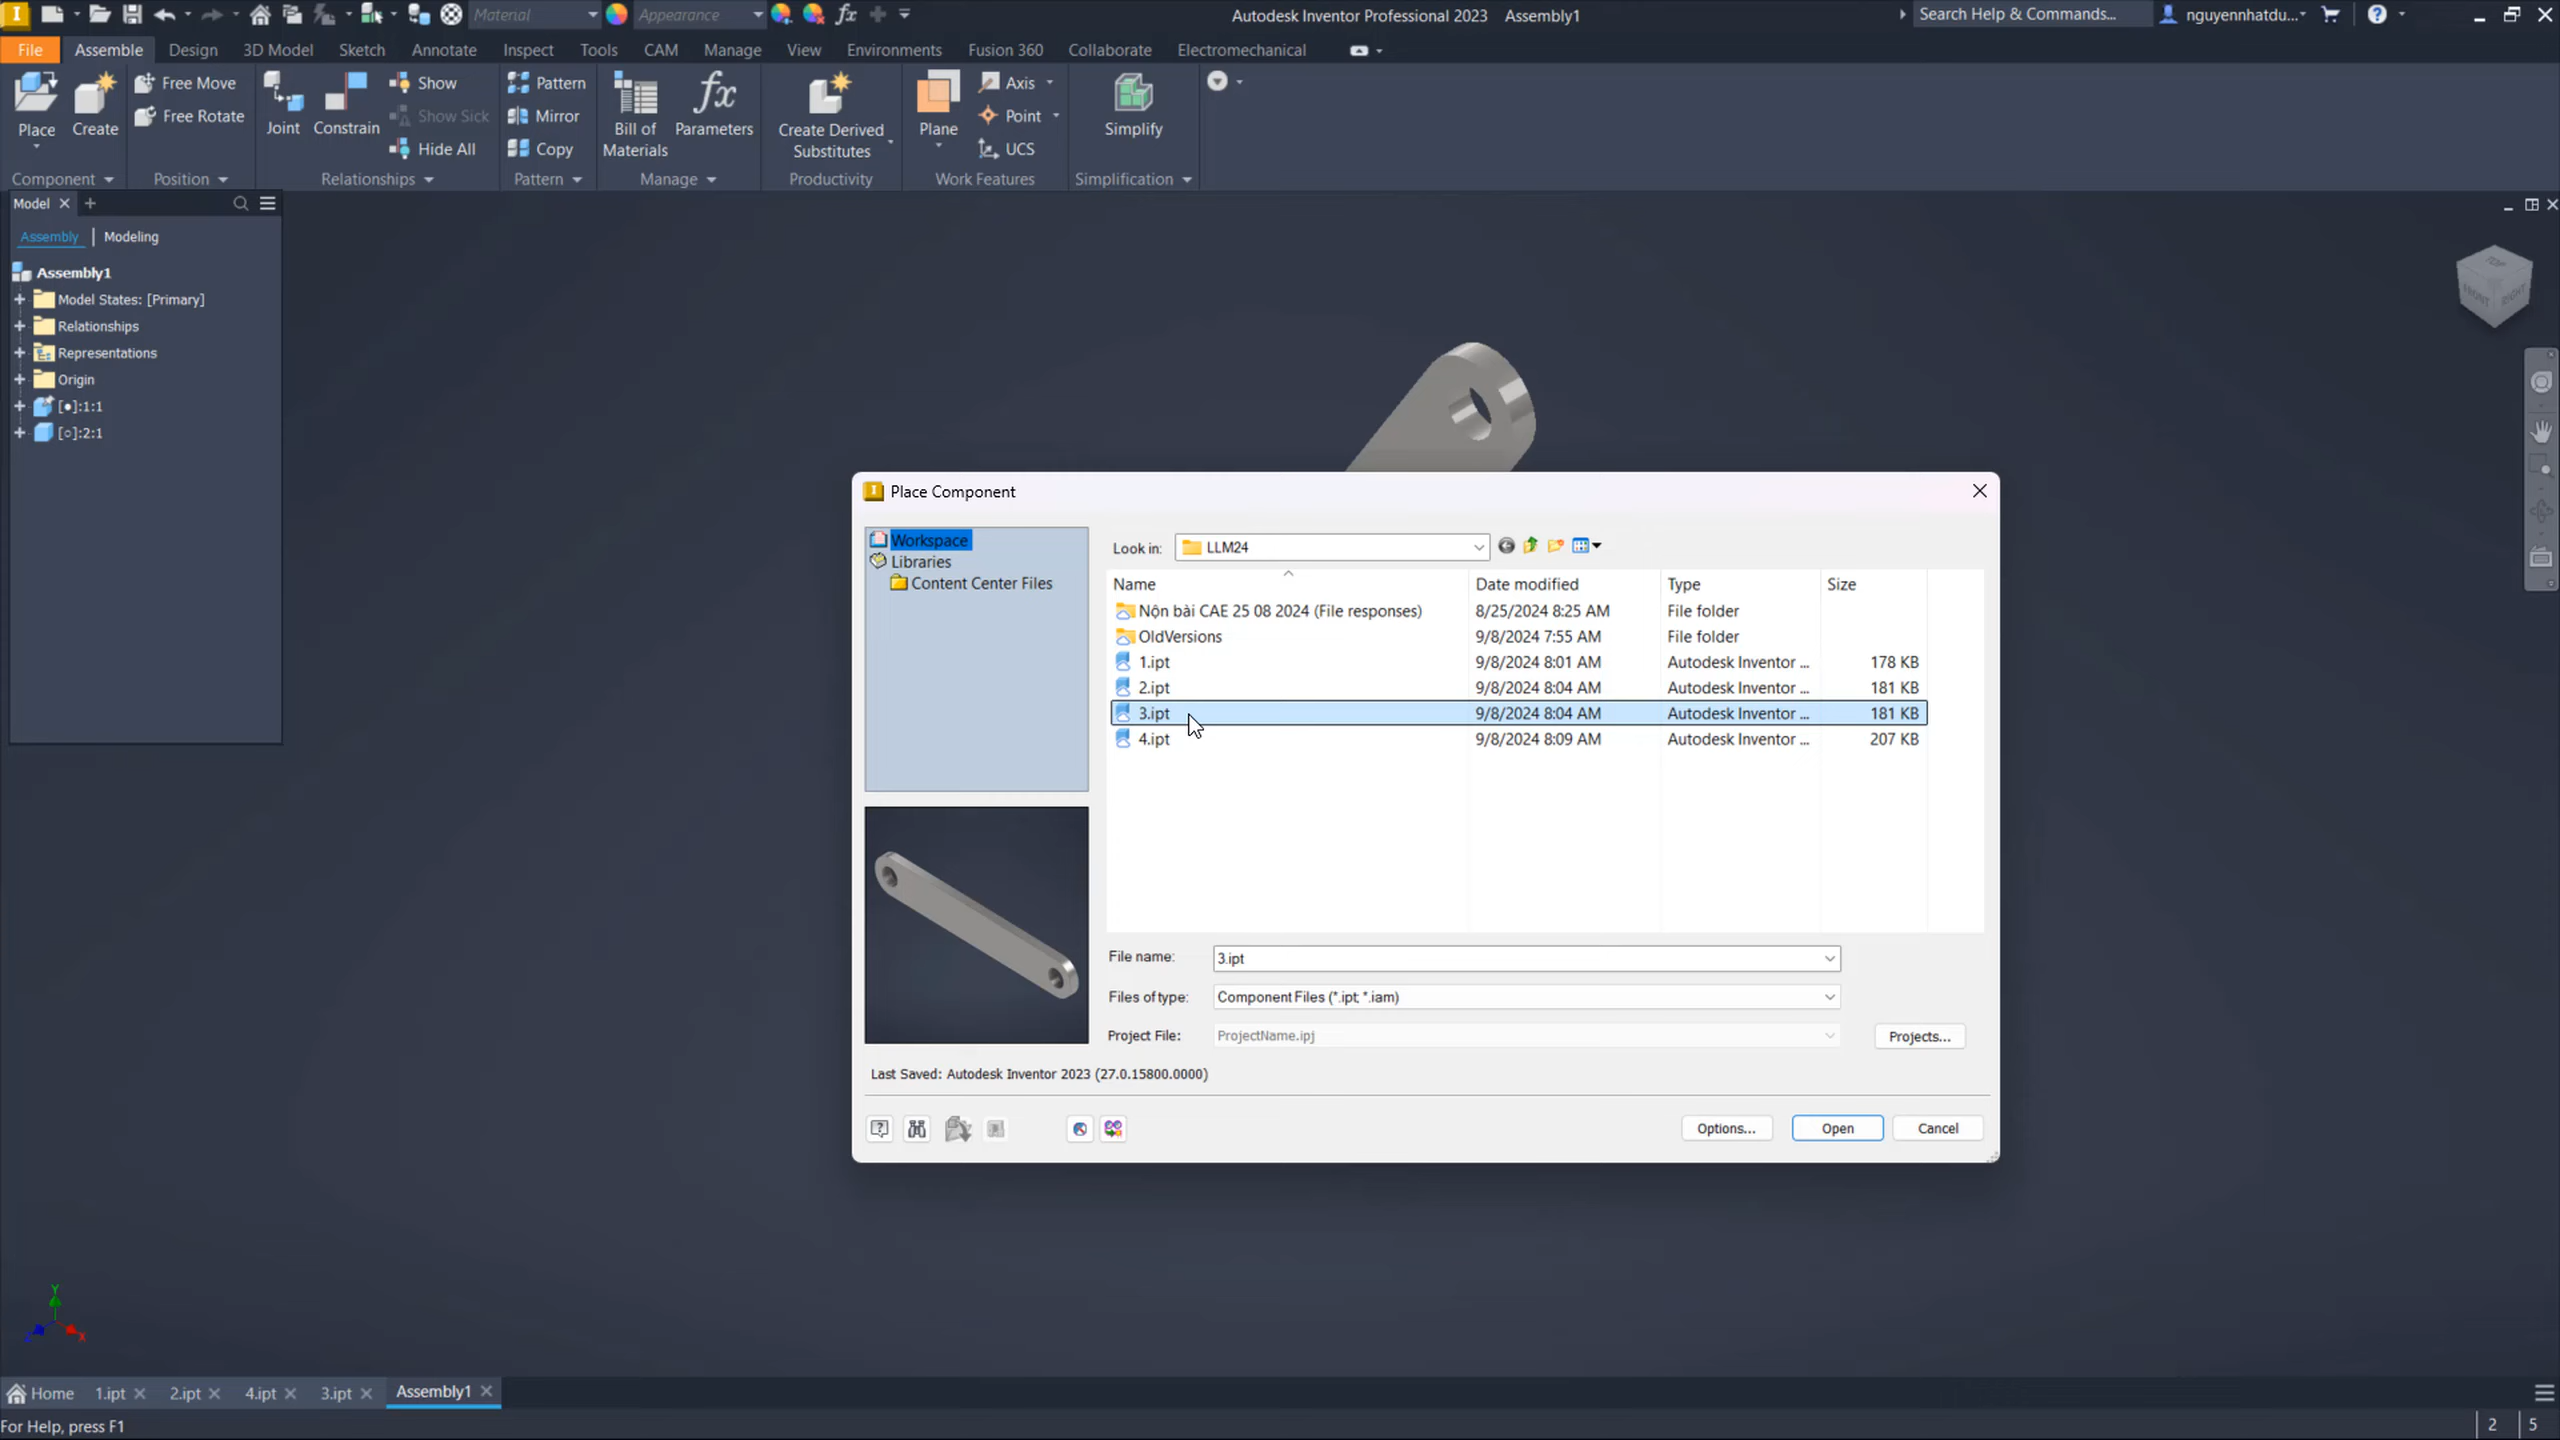 Material
Appearance
fx
Autodesk Inventor Professional 2023 Assembly1
Search Help & Commands...
nguyennhatdu...
File Assemble Design 3D Model Sketch Annotate Inspect Tools CAM Manage View Environments Fusion 360 Collaborate Electromechanical
Place
Create
Free Move
Free Rotate
Joint
Constrain
Show
Show Sick
Hide All
Pattern
Mirror
Copy
Bill of
Materials
fx
Parameters
Create Derived
Substitutes
Plane
Axis
Point
UCS
Simplify
Component Position Relationships Pattern Manage Productivity Work Features Simplification
Model
Assembly | Modeling
Assembly1
Model States: [Primary]
Relationships
Representations
Origin
[●]:1:1
[○]:2:1
TOP
FRONT
RIGHT
Place Component
Workspace
Libraries
Content Center Files
Look in: LLM24
Name Date modified Type Size
Nộn bài CAE 25 08 2024 (File responses) 8/25/2024 8:25 AM File folder
OldVersions 9/8/2024 7:55 AM File folder
1.ipt 9/8/2024 8:01 AM Autodesk Inventor ... 178 KB
2.ipt 9/8/2024 8:04 AM Autodesk Inventor ... 181 KB
3.ipt 9/8/2024 8:04 AM Autodesk Inventor ... 181 KB
4.ipt 9/8/2024 8:09 AM Autodesk Inventor ... 207 KB
File name: 3.ipt
Files of type: Component Files (*.ipt; *.iam)
Project File: ProjectName.ipj
Projects...
Last Saved: Autodesk Inventor 2023 (27.0.15800.0000)
Options... Open Cancel
Y
Z
X
Home 1.ipt 2.ipt 4.ipt 3.ipt Assembly1
For Help, press F1
2 5